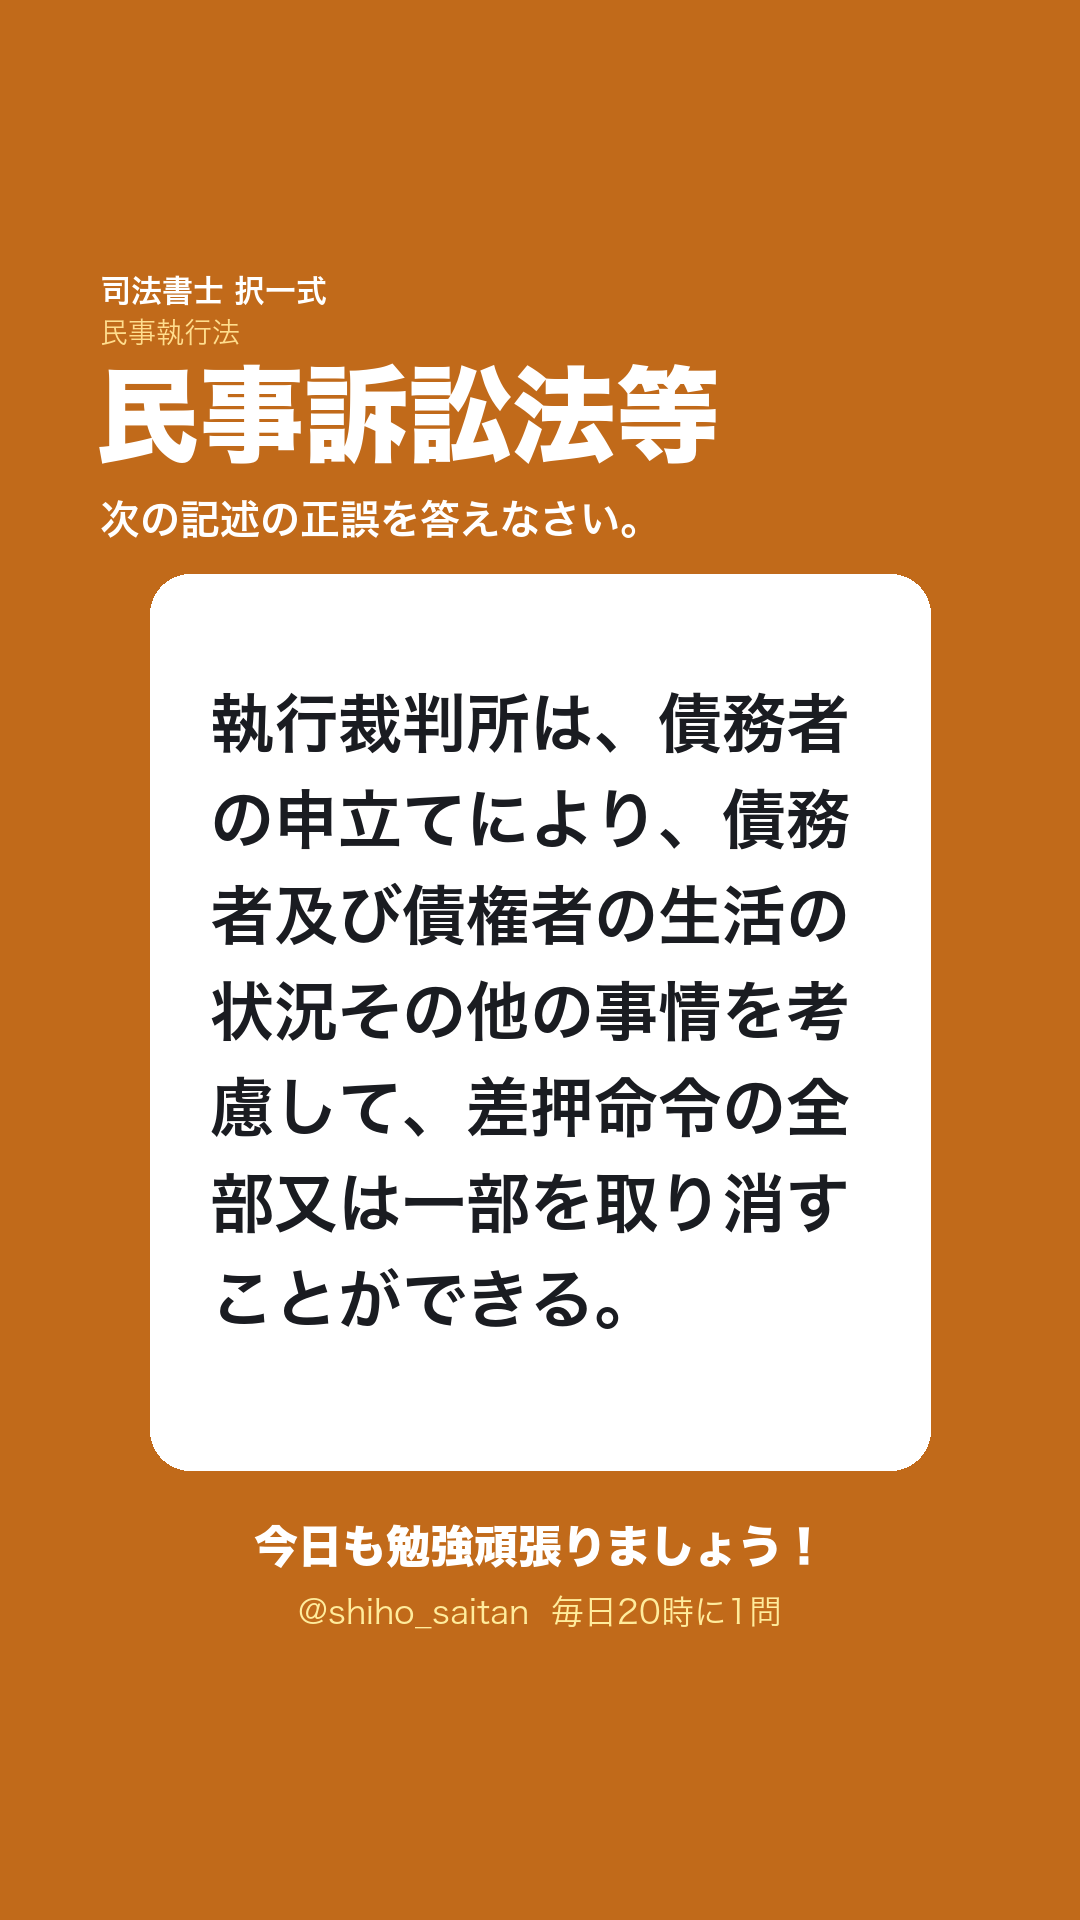 司法書士 択一式
民事執行法
民事訴訟法等
次の記述の正誤を答えなさい。
執行裁判所は、債務者
の申立てにより、債務
者及び債権者の生活の
状況その他の事情を考
慮して、差押命令の全
部又は一部を取り消す
ことができる。
今日も勉強頑張りましょう！
@shiho_saitan 毎日20時に1問